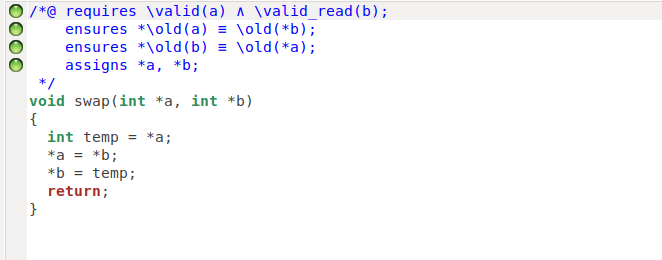 /*@ requires \valid(a) ∧ \valid_read(b);
    ensures *\old(a) ≡ \old(*b);
    ensures *\old(b) ≡ \old(*a);
    assigns *a, *b;
 */
void swap(int *a, int *b)
{
  int temp = *a;
  *a = *b;
  *b = temp;
  return;
}